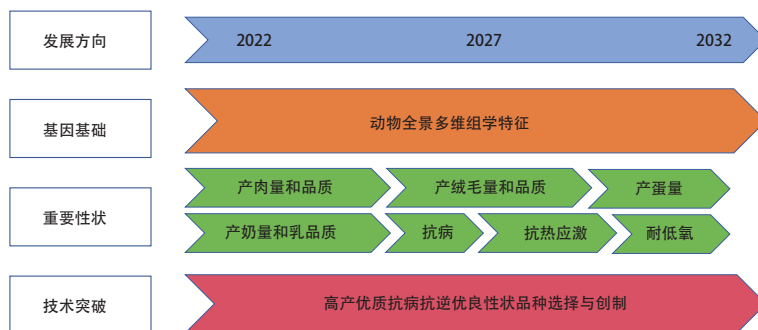 发展方向
2022 2027 2032
基因基础
动物全景多维组学特征
重要性状
产肉量和品质 产绒毛量和品质 产蛋量
产奶量和乳品质 抗病 抗热应激 耐低氧
技术突破
高产优质抗病抗逆优良性状品种选择与创制